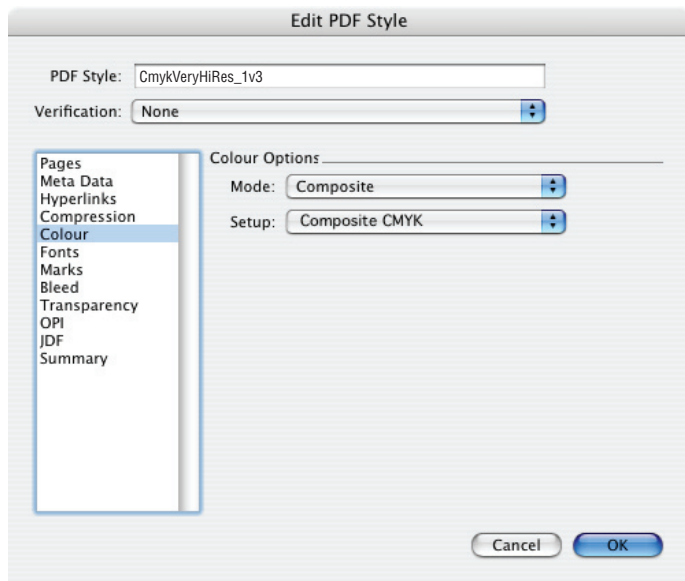 Edit PDF Style
PDF Style: CmykVeryHiRes_1v3
Verification: None
Pages
Meta Data
Hyperlinks
Compression
Colour
Fonts
Marks
Bleed
Transparency
OPI
JDF
Summary
Colour Options
Mode: Composite
Setup: Composite CMYK
Cancel OK